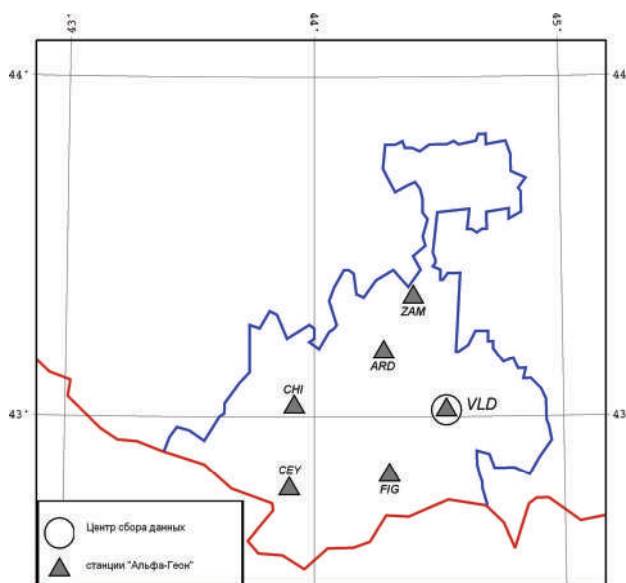 43° 44° 45°
44° 44
ZAM
ARD
CHI
VLD
43° 43
CEY
FIG
Центр сбора данных
станции "Альфа-Геон"